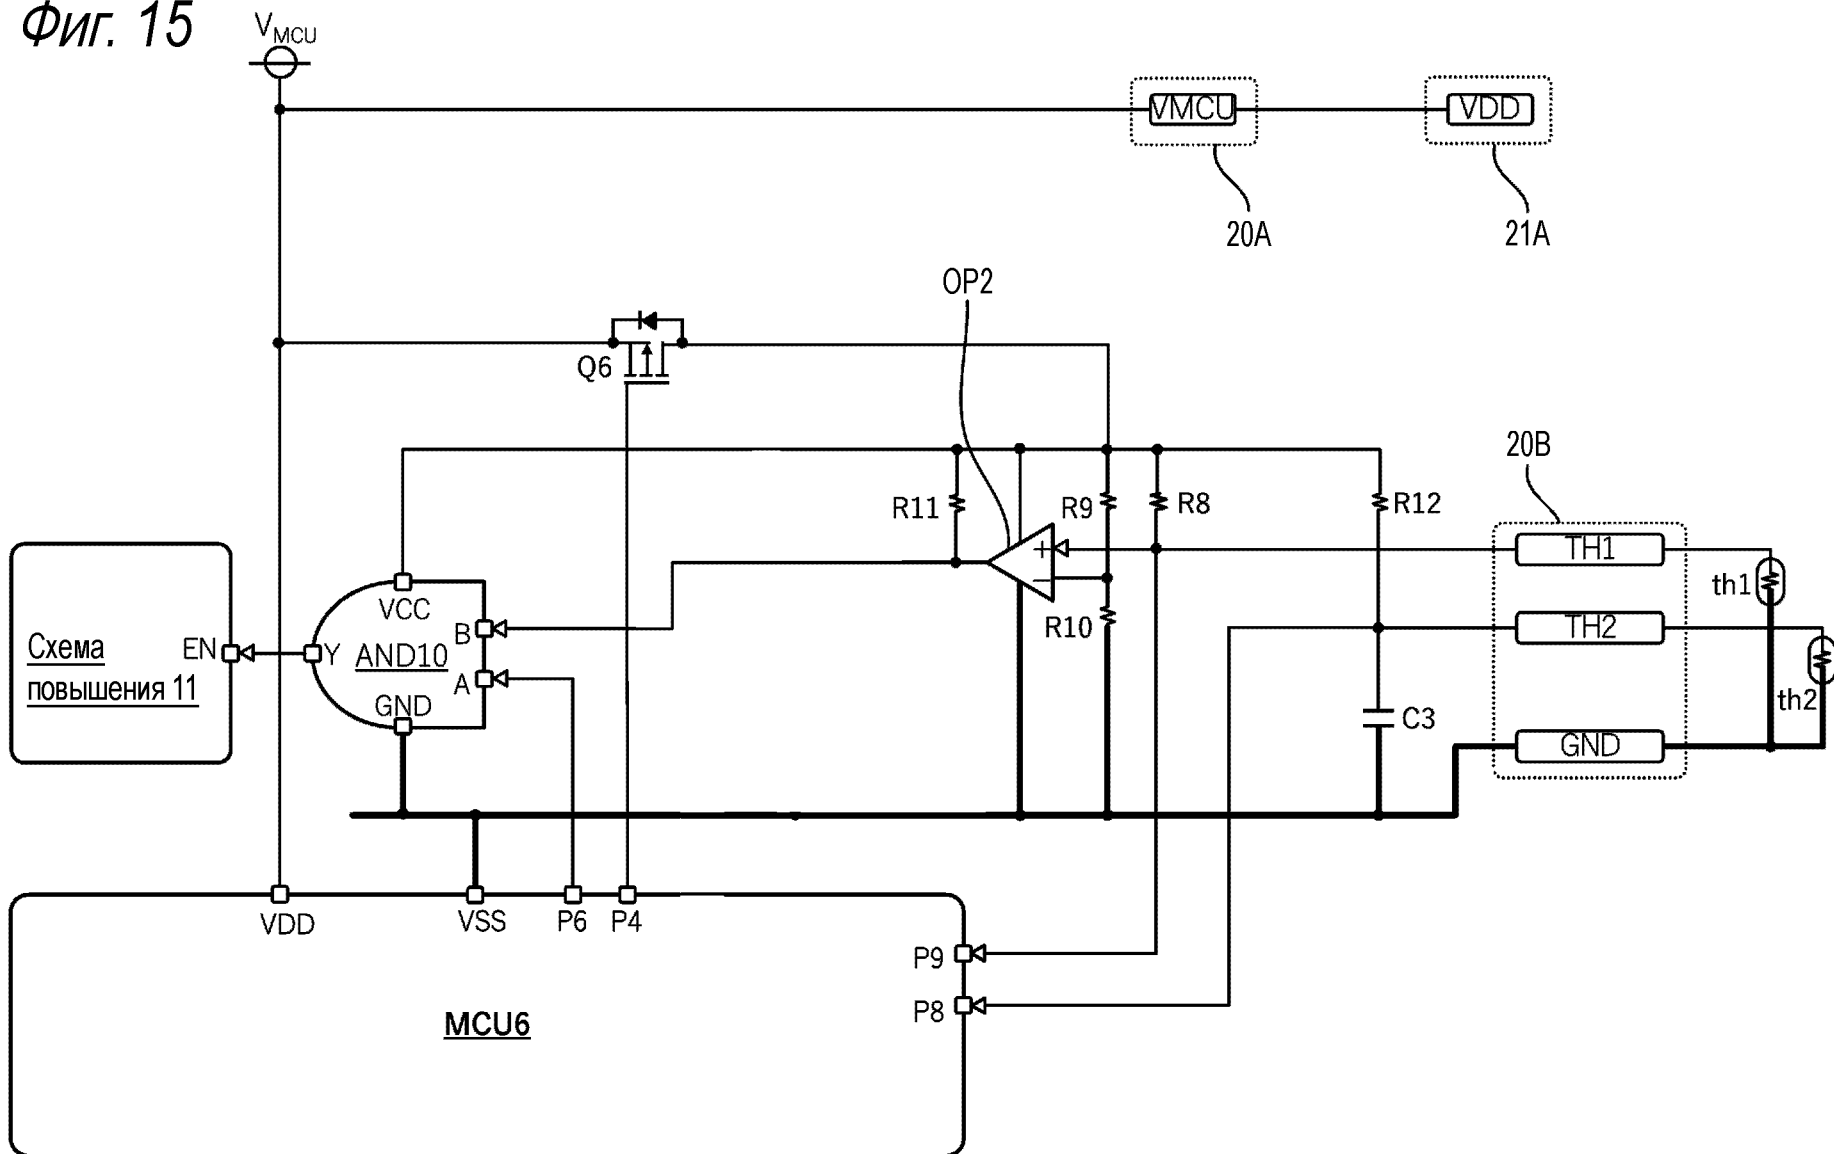 Фиг. 15
VMCU
VMCU
VDD
20A
21A
OP2
Q6
20B
R11
R9
R8
R12
TH1
th1
VCC
B
Схема
повышения 11
EN
Y
AND10
A
GND
R10
TH2
th2
C3
GND
VDD
VSS
P6
P4
P9
P8
MCU6